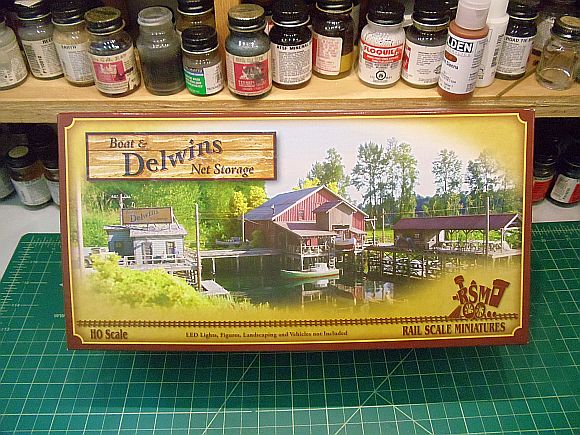 FLOQUIL
DEN
Boat &
Delwins
Net Storage
Delwins
RSM
HO Scale
LED Lights, Figures, Landscaping and Vehicles not Included
RAIL SCALE MINIATURES